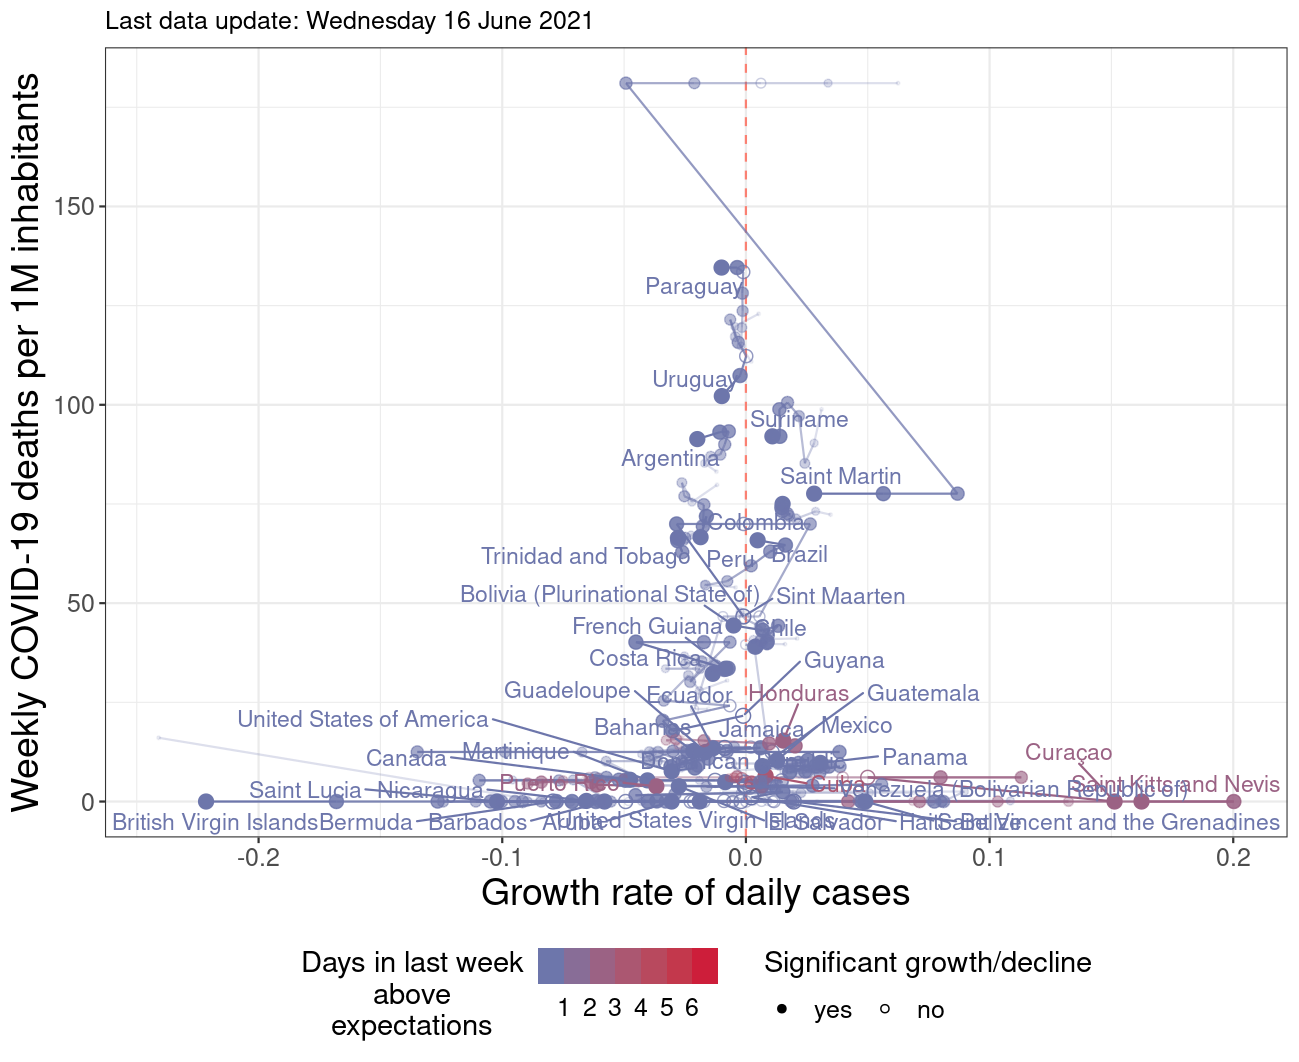 Last data update: Wednesday 16 June 2021
Weekly COVID-19 deaths per 1M inhabitants
150
100
50
0
Paraguay
Uruguay
Suriname
Argentina
Saint Martin
Colombia
Trinidad and Tobago
Peru
Brazil
Bolivia (Plurinational State of)
Sint Maarten
French Guiana
Chile
Costa Rica
Guyana
Guadeloupe
Ecuador
Honduras
Guatemala
United States of America
Bahamas
Jamaica
Mexico
Canada
Martinique
Dominican
Panama
Curaçao
Saint Lucia
Nicaragua
Puerto Rico
Cuba
Venezuela (Bolivarian Republic of)
Saint Kitts and Nevis
British Virgin Islands
Bermuda
Barbados
Aruba
United States Virgin Islands
El Salvador
Haiti
Belize
Saint Vincent and the Grenadines
-0.2
-0.1
0.0
0.1
0.2
Growth rate of daily cases
Days in last week
above
expectations
1 2 3 4 5 6
Significant growth/decline
yes
no